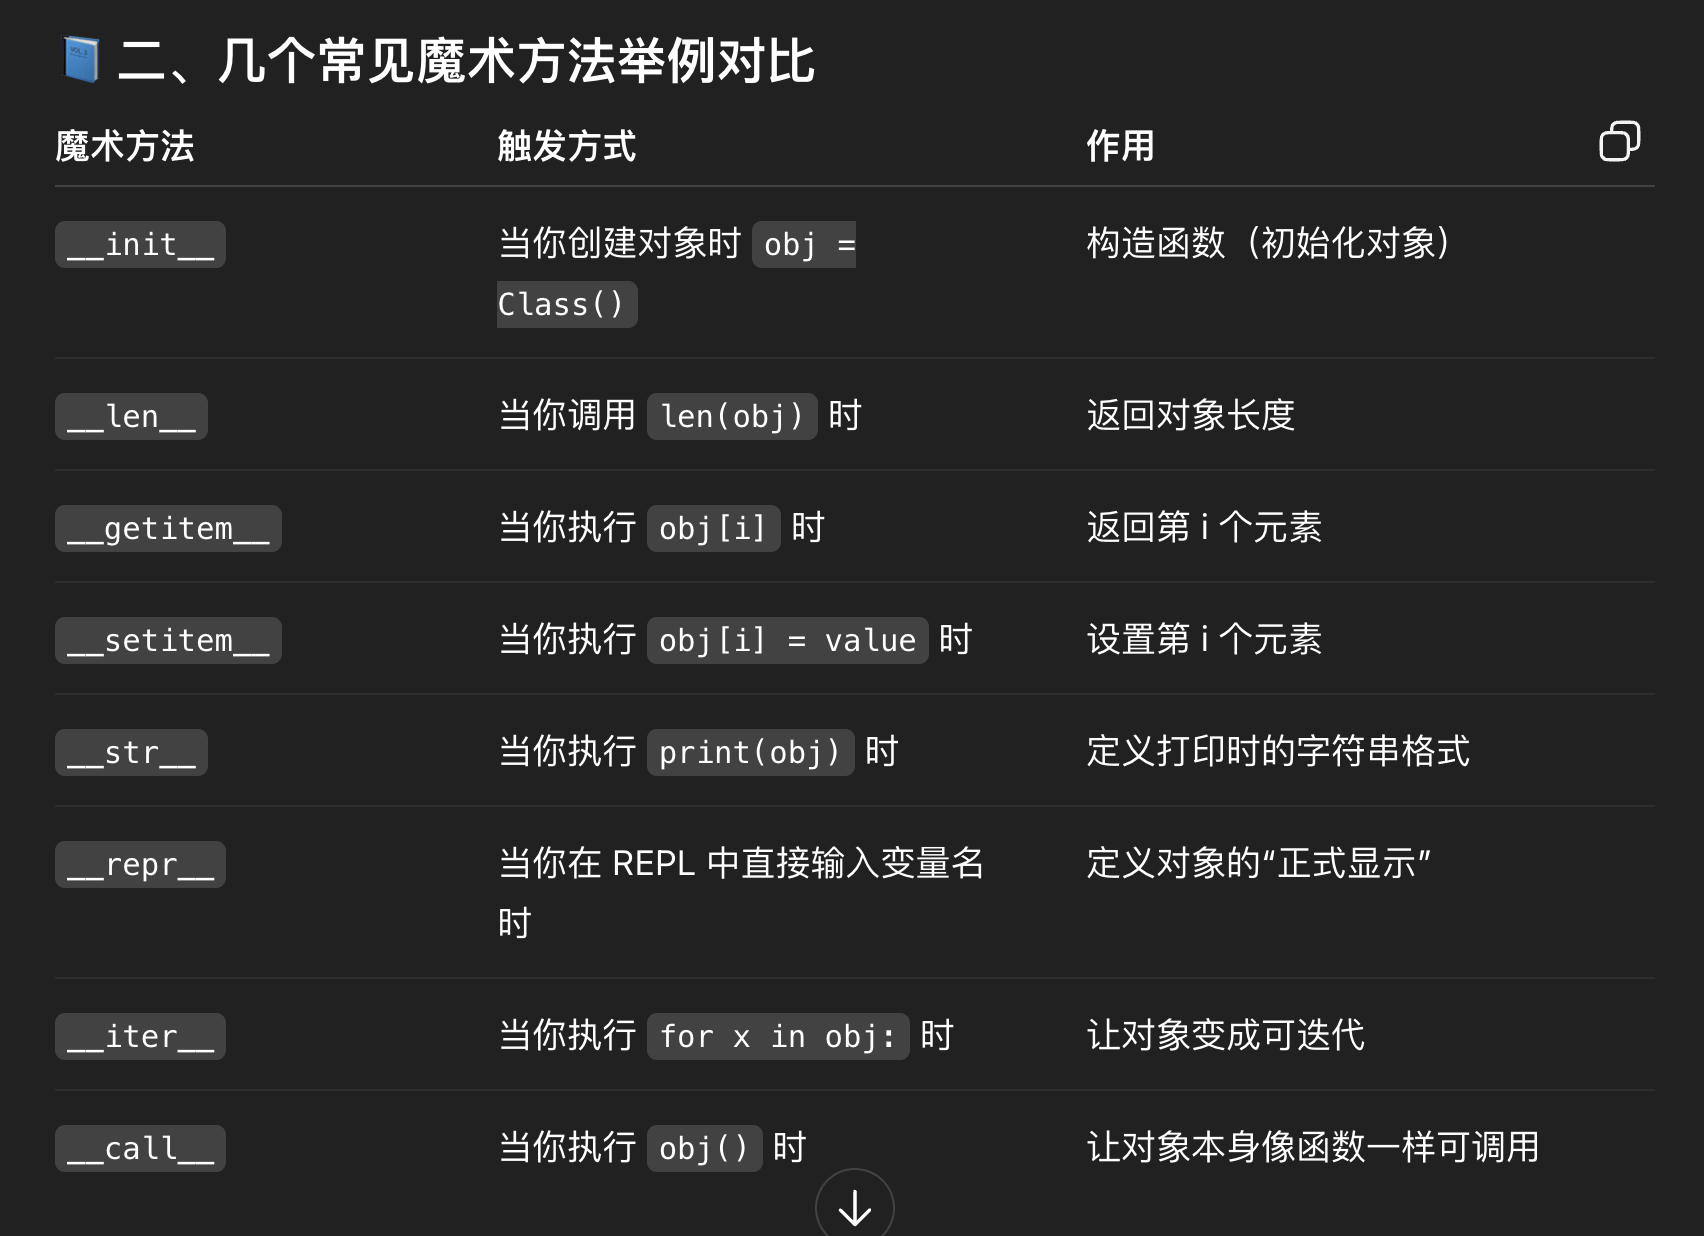 二、几个常见魔术方法举例对比
魔术方法 触发方式 作用
__init__ 当你创建对象时 obj = 构造函数（初始化对象）
Class()
__len__ 当你调用 len(obj) 时 返回对象长度
__getitem__ 当你执行 obj[i] 时 返回第 i 个元素
__setitem__ 当你执行 obj[i] = value 时 设置第 i 个元素
__str__ 当你执行 print(obj) 时 定义打印时的字符串格式
__repr__ 当你在 REPL 中直接输入变量名 定义对象的“正式显示”
时
__iter__ 当你执行 for x in obj: 时 让对象变成可迭代
__call__ 当你执行 obj() 时 让对象本身像函数一样可调用